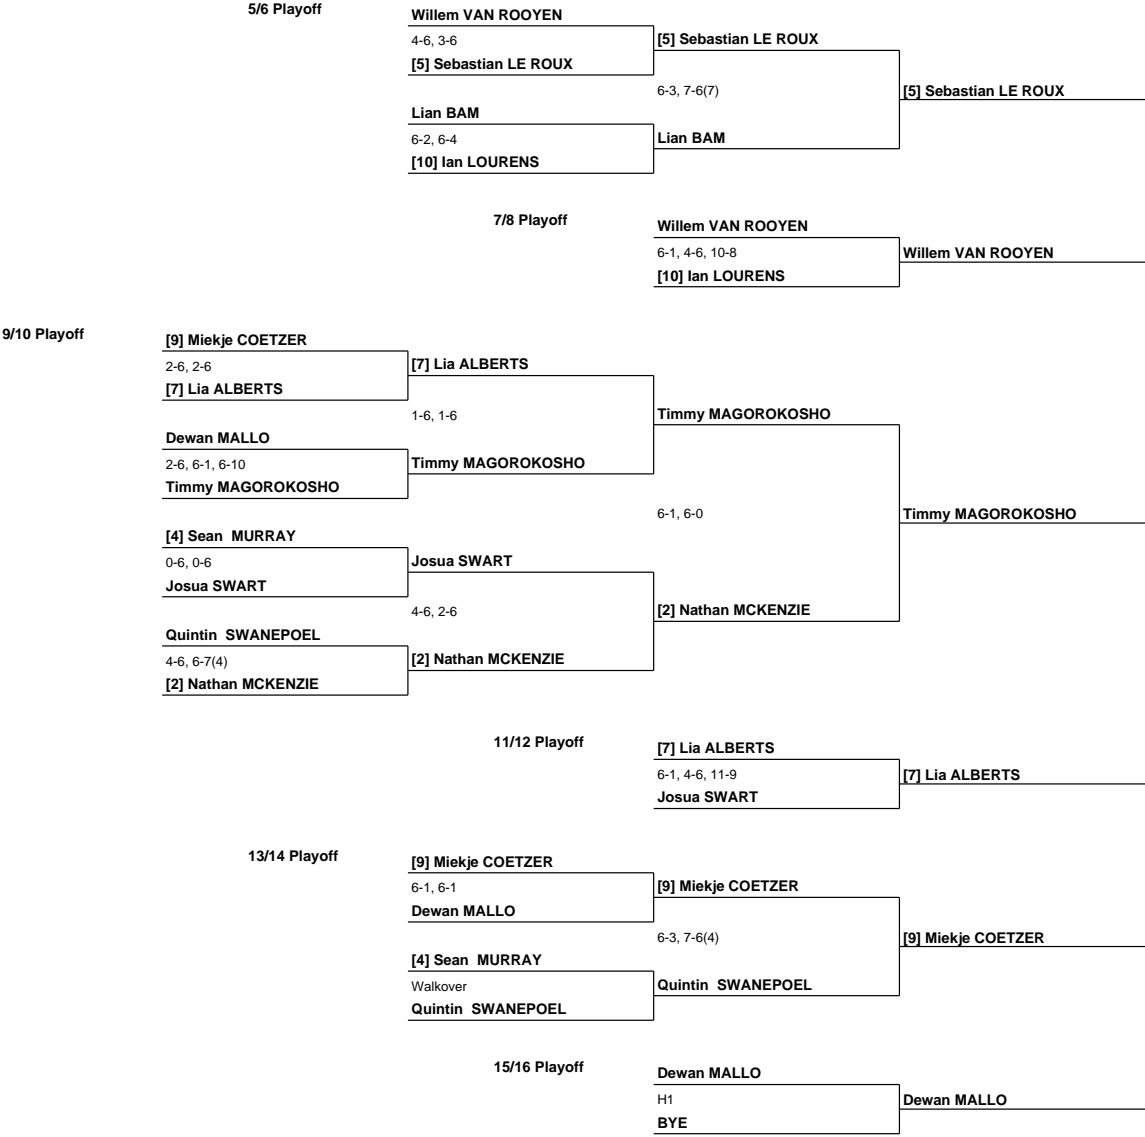 5/6 Playoff
Willem VAN ROOYEN
4-6, 3-6
[5] Sebastian LE ROUX
[5] Sebastian LE ROUX
6-3, 7-6(7)
[5] Sebastian LE ROUX
Lian BAM
6-2, 6-4
Lian BAM
[10] Ian LOURENS
7/8 Playoff
Willem VAN ROOYEN
6-1, 4-6, 10-8
Willem VAN ROOYEN
[10] Ian LOURENS
9/10 Playoff
[9] Miekje COETZER
2-6, 2-6
[7] Lia ALBERTS
[7] Lia ALBERTS
1-6, 1-6
Timmy MAGOROKOSHO
Dewan MALLO
2-6, 6-1, 6-10
Timmy MAGOROKOSHO
Timmy MAGOROKOSHO
6-1, 6-0
Timmy MAGOROKOSHO
[4] Sean  MURRAY
0-6, 0-6
Josua SWART
Josua SWART
4-6, 2-6
[2] Nathan MCKENZIE
Quintin  SWANEPOEL
4-6, 6-7(4)
[2] Nathan MCKENZIE
[2] Nathan MCKENZIE
11/12 Playoff
[7] Lia ALBERTS
6-1, 4-6, 11-9
[7] Lia ALBERTS
Josua SWART
13/14 Playoff
[9] Miekje COETZER
6-1, 6-1
[9] Miekje COETZER
Dewan MALLO
6-3, 7-6(4)
[9] Miekje COETZER
[4] Sean  MURRAY
Walkover
Quintin  SWANEPOEL
Quintin  SWANEPOEL
15/16 Playoff
Dewan MALLO
H1
Dewan MALLO
BYE